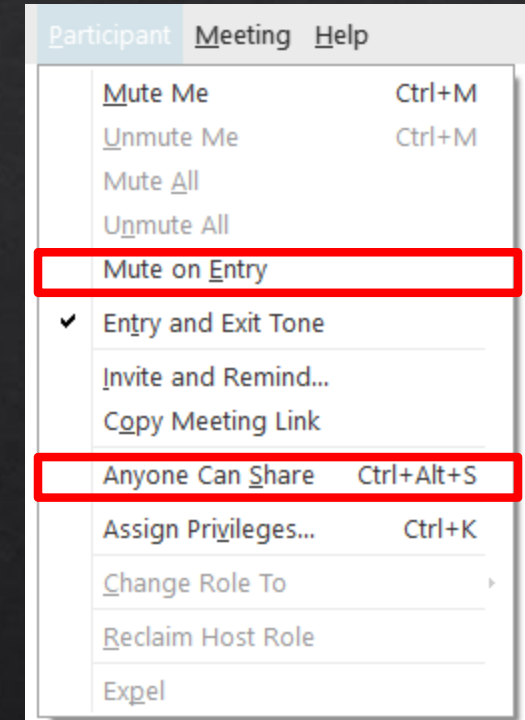 Participant Meeting Help
Mute Me Ctrl+M
Unmute Me Ctrl+M
Mute All
Unmute All
Mute on Entry
Entry and Exit Tone
Invite and Remind...
Copy Meeting Link
Anyone Can Share Ctrl+Alt+S
Assign Privileges... Ctrl+K
Change Role To
Reclaim Host Role
Expel